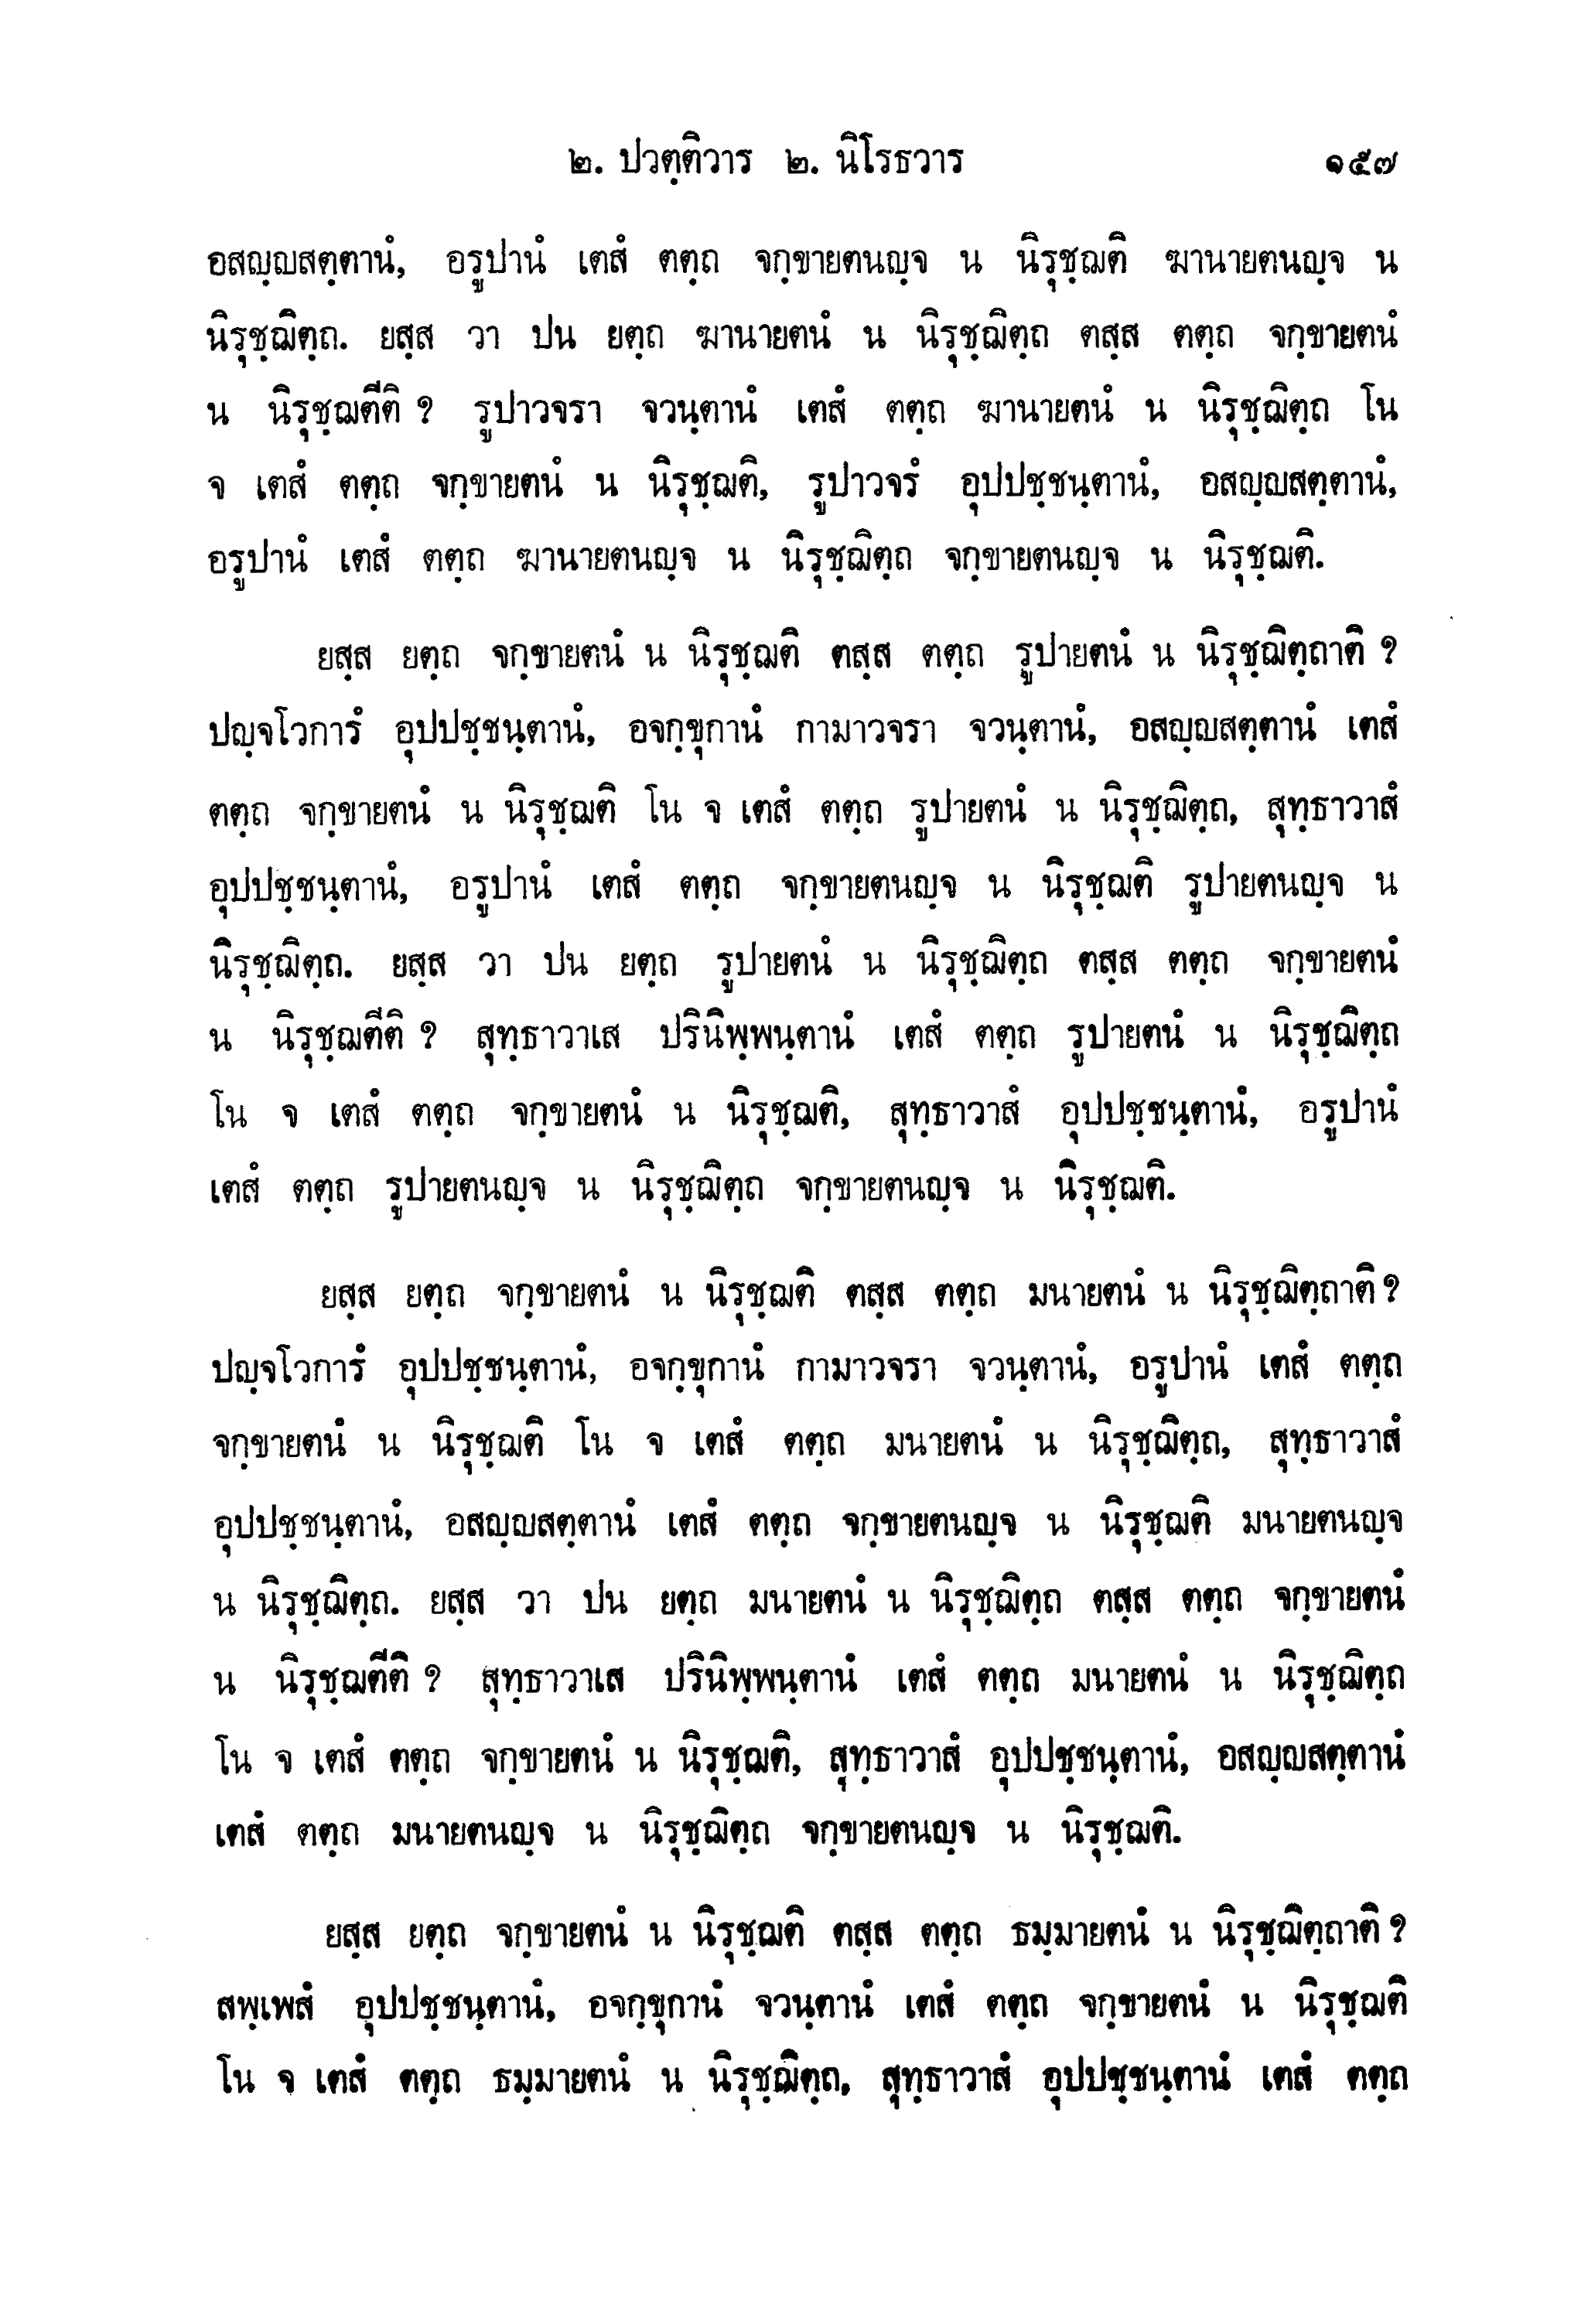 ๒. ปวตฺติวาร ๒. นิโรธวาร ๑๕๗
อสญฺญสตฺตานํ, อรูปานํ เตสํ ตตฺถ จกฺขายตนญฺจ น นิรุชฺฌติ ฆานายตนญฺจ น
นิรุชฺฌิตฺถ. ยสฺส วา ปน ยตฺถ ฆานายตนํ น นิรุชฺฌิตฺถ ตสฺส ตตฺถ จกฺขายตนํ
น นิรุชฺฌตีติ ? รูปาวจรา จวนฺตานํ เตสํ ตตฺถ ฆานายตนํ น นิรุชฺฌิตฺถ โน
จ เตสํ ตตฺถ จกฺขายตนํ น นิรุชฺฌติ, รูปาวจรํ อุปปชฺชนฺตานํ, อสญฺญสตฺตานํ,
อรูปานํ เตสํ ตตฺถ ฆานายตนญฺจ น นิรุชฺฌิตฺถ จกฺขายตนญฺจ น นิรุชฺฌติ.
ยสฺส ยตฺถ จกฺขายตนํ น นิรุชฺฌติ ตสฺส ตตฺถ รูปายตนํ น นิรุชฺฌิตฺถาติ ?
ปญฺจโวการํ อุปปชฺชนฺตานํ, อจกฺขุกานํ กามาวจรา จวนฺตานํ, อสญฺญสตฺตานํ เตสํ
ตตฺถ จกฺขายตนํ น นิรุชฺฌติ โน จ เตสํ ตตฺถ รูปายตนํ น นิรุชฺฌิตฺถ, สุทฺธาวาสํ
อุปปชฺชนฺตานํ, อรูปานํ เตสํ ตตฺถ จกฺขายตนญฺจ น นิรุชฺฌติ รูปายตนญฺจ น
นิรุชฺฌิตฺถ. ยสฺส วา ปน ยตฺถ รูปายตนํ น นิรุชฺฌิตฺถ ตสฺส ตตฺถ จกฺขายตนํ
น นิรุชฺฌตีติ ? สุทฺธาวาเส ปรินิพฺพนฺตานํ เตสํ ตตฺถ รูปายตนํ น นิรุชฺฌิตฺถ
โน จ เตสํ ตตฺถ จกฺขายตนํ น นิรุชฺฌติ, สุทฺธาวาสํ อุปปชฺชนฺตานํ, อรูปานํ
เตสํ ตตฺถ รูปายตนญฺจ น นิรุชฺฌิตฺถ จกฺขายตนญฺจ น นิรุชฺฌติ.
ยสฺส ยตฺถ จกฺขายตนํ น นิรุชฺฌติ ตสฺส ตตฺถ มนายตนํ น นิรุชฺฌิตฺถาติ ?
ปญฺจโวการํ อุปปชฺชนฺตานํ, อจกฺขุกานํ กามาวจรา จวนฺตานํ, อรูปานํ เตสํ ตตฺถ
จกฺขายตนํ น นิรุชฺฌติ โน จ เตสํ ตตฺถ มนายตนํ น นิรุชฺฌิตฺถ, สุทฺธาวาสํ
อุปปชฺชนฺตานํ, อสญฺญสตฺตานํ เตสํ ตตฺถ จกฺขายตนญฺจ น นิรุชฺฌติ มนายตนญฺจ
น นิรุชฺฌิตฺถ. ยสฺส วา ปน ยตฺถ มนายตนํ น นิรุชฺฌิตฺถ ตสฺส ตตฺถ จกฺขายตนํ
น นิรุชฺฌตีติ ? สุทฺธาวาเส ปรินิพฺพนฺตานํ เตสํ ตตฺถ มนายตนํ น นิรุชฺฌิตฺถ
โน จ เตสํ ตตฺถ จกฺขายตนํ น นิรุชฺฌติ, สุทฺธาวาสํ อุปปชฺชนฺตานํ, อสญฺญสตฺตานํ
เตสํ ตตฺถ มนายตนญฺจ น นิรุชฺฌิตฺถ จกฺขายตนญฺจ น นิรุชฺฌติ.
ยสฺส ยตฺถ จกฺขายตนํ น นิรุชฺฌติ ตสฺส ตตฺถ ธมฺมายตนํ น นิรุชฺฌิตฺถาติ ?
สพฺเพสํ อุปปชฺชนฺตานํ, อจกฺขุกานํ จวนฺตานํ เตสํ ตตฺถ จกฺขายตนํ น นิรุชฺฌติ
โน จ เตสํ ตตฺถ ธมฺมายตนํ น นิรุชฺฌิตฺถ, สุทฺธาวาสํ อุปปชฺชนฺตานํ เตสํ ตตฺถ